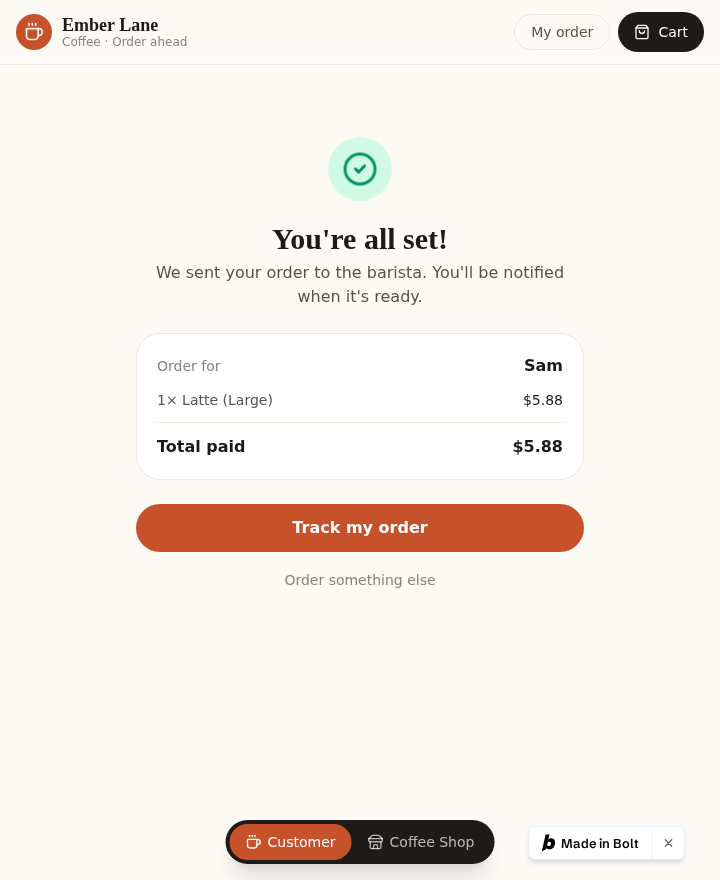 Ember Lane
Coffee · Order ahead
My order
Cart
You're all set!
We sent your order to the barista. You'll be notified
when it's ready.
Order for Sam
1× Latte (Large) $5.88
Total paid $5.88
Track my order
Order something else
Customer
Coffee Shop
b Made in Bolt